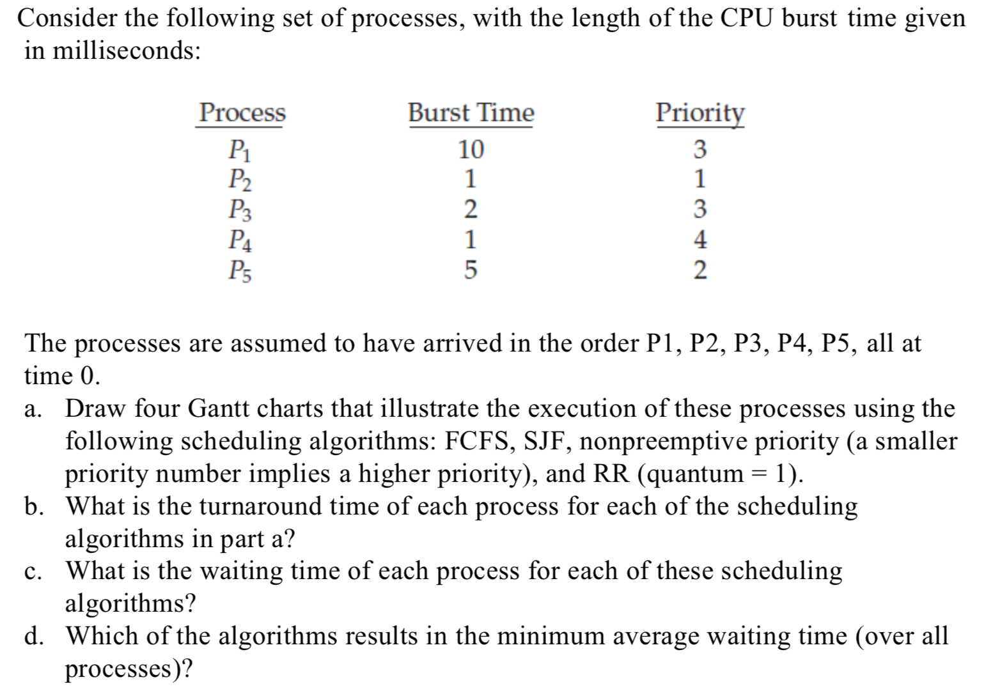 Consider the following set of processes, with the length of the CPU burst time given
in milliseconds:
Process Burst Time Priority
P1 10 3
P2 1 1
P3 2 3
P4 1 4
P5 5 2
The processes are assumed to have arrived in the order P1, P2, P3, P4, P5, all at
time 0.
a. Draw four Gantt charts that illustrate the execution of these processes using the
following scheduling algorithms: FCFS, SJF, nonpreemptive priority (a smaller
priority number implies a higher priority), and RR (quantum = 1).
b. What is the turnaround time of each process for each of the scheduling
algorithms in part a?
c. What is the waiting time of each process for each of these scheduling
algorithms?
d. Which of the algorithms results in the minimum average waiting time (over all
processes)?